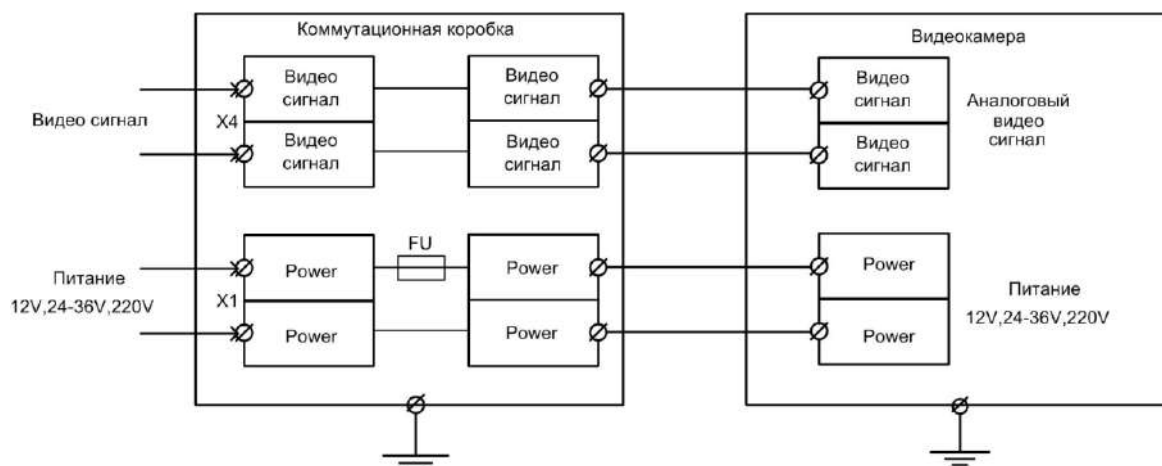 Коммутационная коробка
Видеокамера
Видео
сигнал
Видео
сигнал
Видео
сигнал
Аналоговый
видео
сигнал
Видео сигнал
X4
Видео
сигнал
Видео
сигнал
Видео
сигнал
FU
Питание
12V,24-36V,220V
X1
Power
Power
Power
Питание
12V,24-36V,220V
Power
Power
Power